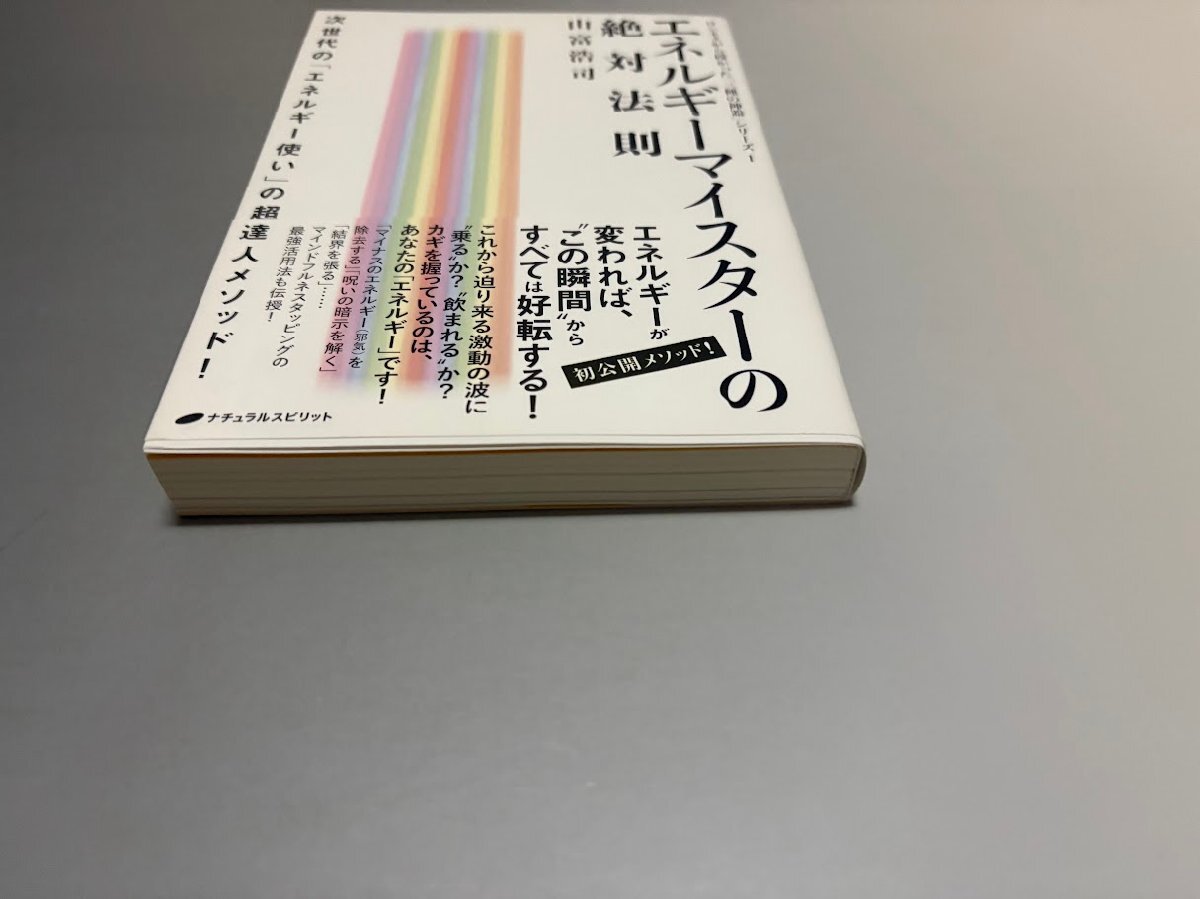 シリーズ 1
エネルギーマイスターの
絶対法則
山富浩司
次世代の「エネルギー使い」の超達人メソッド!
初公開メソッド!
エネルギーが
変われば、
"この瞬間"から
すべては好転する!
これから迫り来る激動の波に
"乗る"か?"飲まれる"か?
カギを握っているのは、
あなたの「エネルギー」です!
「マイナスのエネルギー(邪気)を
除去する」「呪いの暗示を解く」
「結界を張る」……
マインドフルネスタッピングの
最強活用法も伝授!
ナチュラルスピリット